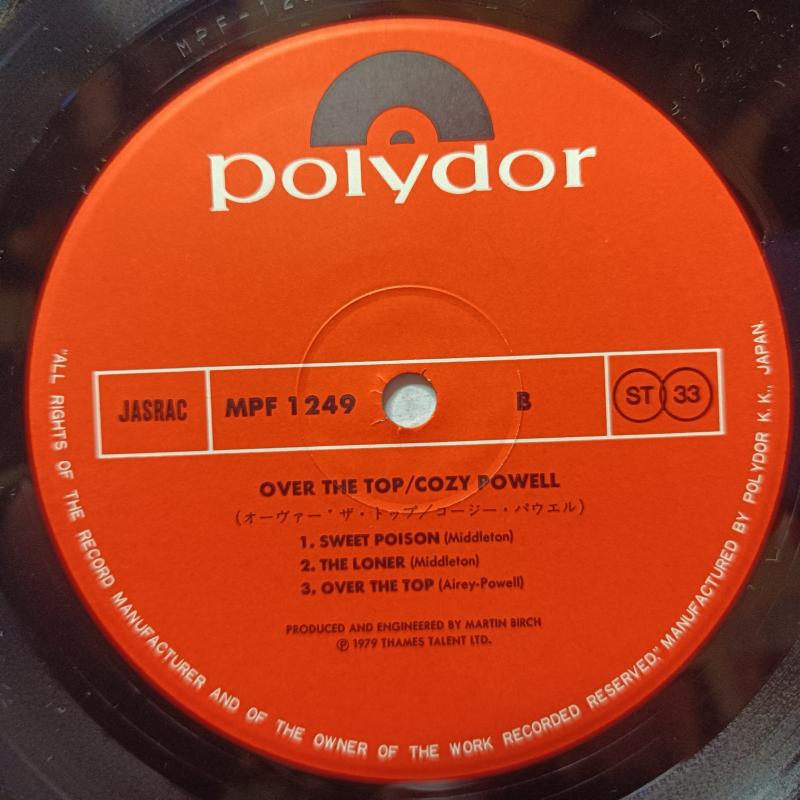 MPF-12
polydor
JASRAC
MPF 1249
B
ST 33
OVER THE TOP/COZY POWELL
(オーヴァー・ザ・トップ/コージー・パウエル)
1. SWEET POISON (Middleton)
2. THE LONER (Middleton)
3. OVER THE TOP (Airey-Powell)
PRODUCED AND ENGINEERED BY MARTIN BIRCH
℗ 1979 THAMES TALENT LTD.
"ALL RIGHTS OF THE RECORD MANUFACTURER AND OF THE OWNER OF THE WORK RECORDED RESERVED," MANUFACTURED BY POLYDOR K. K., JAPAN.